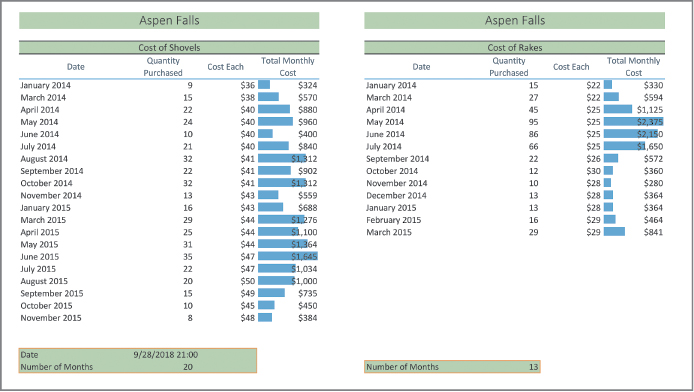 Aspen Falls
Cost of Shovels
Date Quantity Purchased Cost Each Total Monthly Cost
January 2014 9 $36 $324
March 2014 15 $38 $570
April 2014 22 $40 $880
May 2014 24 $40 $960
June 2014 10 $40 $400
July 2014 21 $40 $840
August 2014 32 $41 $1,312
September 2014 22 $41 $902
October 2014 32 $41 $1,312
November 2014 13 $43 $559
January 2015 16 $43 $688
March 2015 29 $44 $1,276
April 2015 25 $44 $1,100
May 2015 31 $44 $1,364
June 2015 35 $47 $1,645
July 2015 22 $47 $1,034
August 2015 20 $50 $1,000
September 2015 15 $49 $735
October 2015 10 $45 $450
November 2015 8 $48 $384
Date 9/28/2018 21:00
Number of Months 20
Aspen Falls
Cost of Rakes
Date Quantity Purchased Cost Each Total Monthly Cost
January 2014 15 $22 $330
March 2014 27 $22 $594
April 2014 45 $25 $1,125
May 2014 95 $25 $2,375
June 2014 86 $25 $2,150
July 2014 66 $25 $1,650
September 2014 22 $26 $572
October 2014 12 $30 $360
November 2014 10 $28 $280
December 2014 13 $28 $364
January 2015 13 $28 $364
February 2015 16 $29 $464
March 2015 29 $29 $841
Number of Months 13